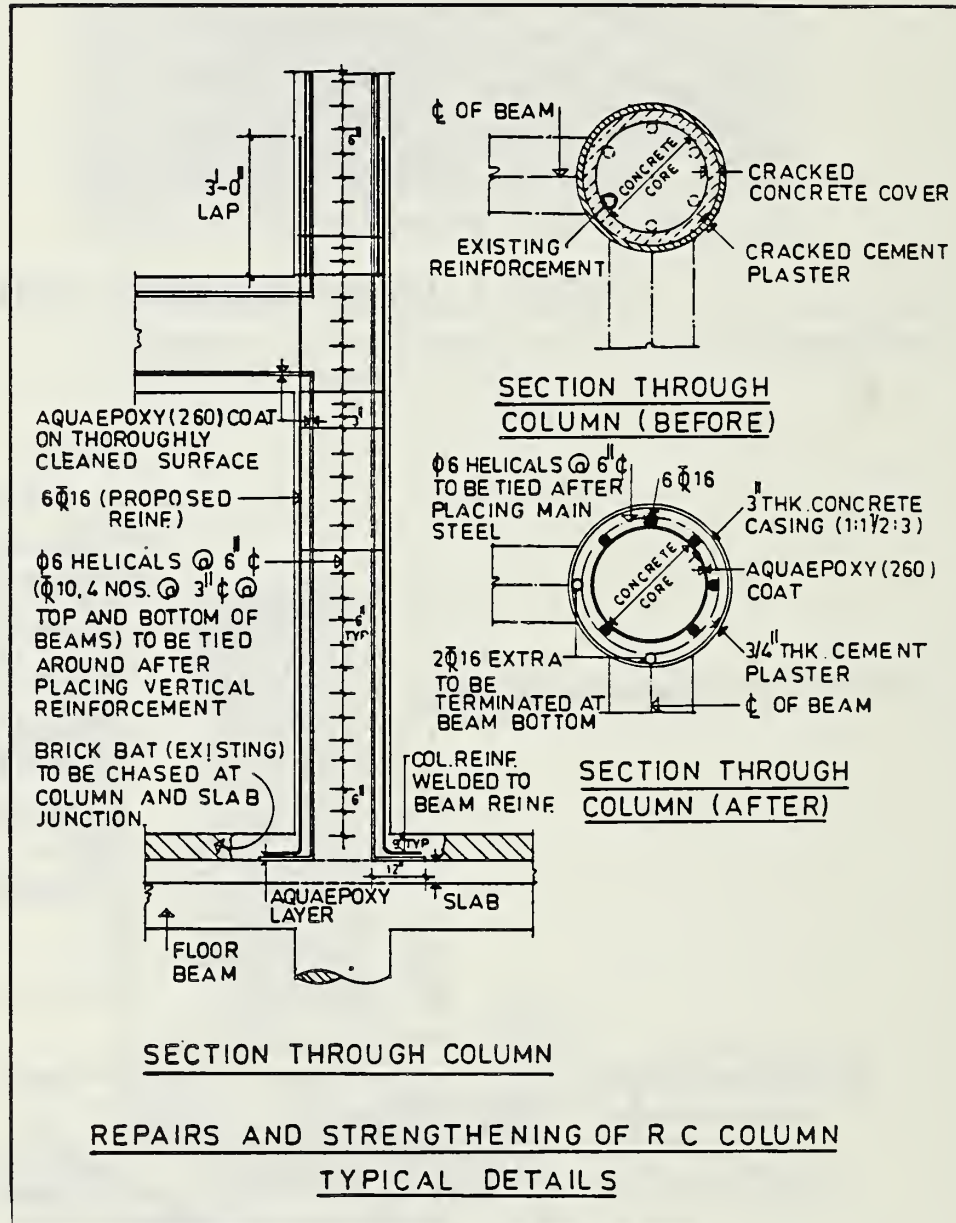 3'-0"
LAP
6"
AQUAEPOXY (260) COAT
ON THOROUGHLY
CLEANED SURFACE
3"
6Φ16 (PROPOSED
REINF.)
ϕ6 HELICALS @ 6" ℄
(Φ10, 4 NOS. @ 3" ℄ @
TOP AND BOTTOM OF
BEAMS) TO BE TIED
AROUND AFTER
PLACING VERTICAL
REINFORCEMENT
6"
TYP
BRICK BAT (EXISTING)
TO BE CHASED AT
COLUMN AND SLAB
JUNCTION.
6"
COL. REINF.
WELDED TO
BEAM REINF.
TYP
12"
AQUAEPOXY
LAYER
SLAB
FLOOR
BEAM
SECTION THROUGH COLUMN
℄ OF BEAM
CONCRETE
CORE
CRACKED
CONCRETE COVER
EXISTING
REINFORCEMENT
CRACKED CEMENT
PLASTER
SECTION THROUGH
COLUMN (BEFORE)
ϕ6 HELICALS @ 6" ℄
TO BE TIED AFTER
PLACING MAIN
STEEL
6Φ16
3" THK. CONCRETE
CASING (1:1½:3)
CONCRETE
CORE
AQUAEPOXY (260)
COAT
3/4" THK. CEMENT
PLASTER
2Φ16 EXTRA
TO BE
TERMINATED AT
BEAM BOTTOM
℄ OF BEAM
SECTION THROUGH
COLUMN (AFTER)
REPAIRS AND STRENGTHENING OF R C COLUMN
TYPICAL DETAILS